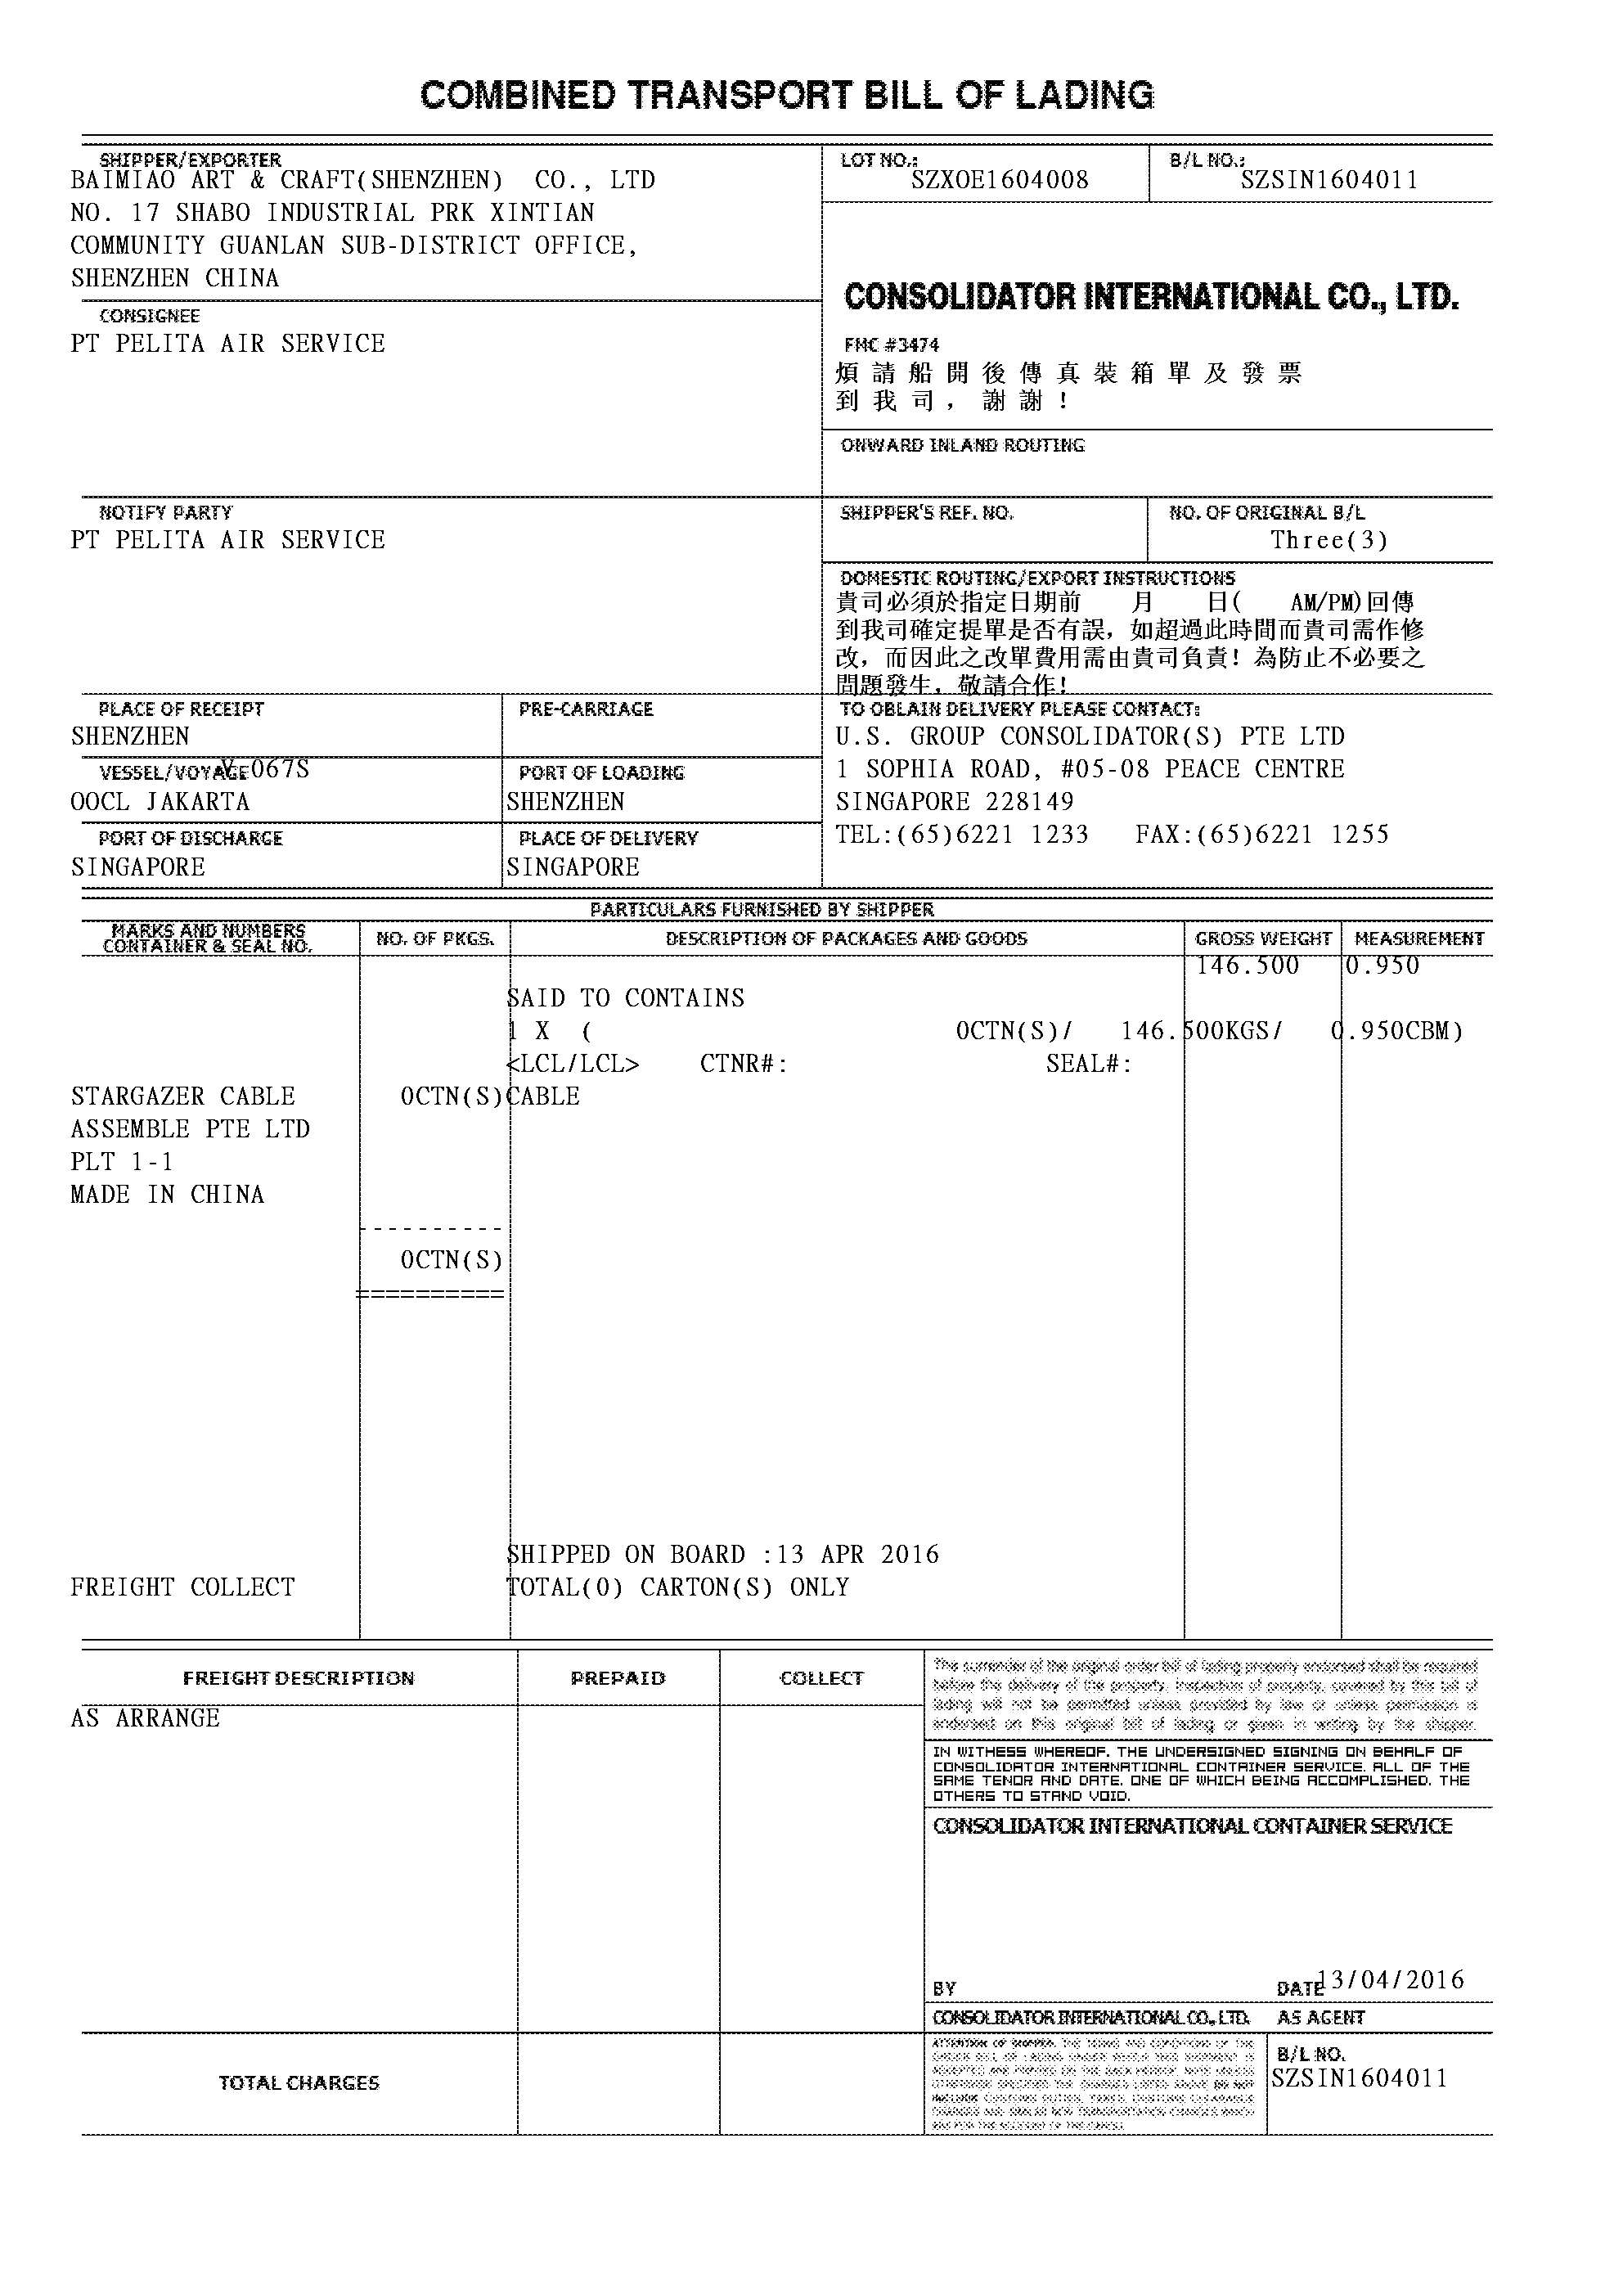 COMBINED TRANSPORT BILL OF LADING
SHIPPER/EXPORTER
BAIMIAO ART & CRAFT(SHENZHEN) CO., LTD
NO. 17 SHABO INDUSTRIAL PRK XINTIAN
COMMUNITY GUANLAN SUB-DISTRICT OFFICE,
SHENZHEN CHINA
LOT NO.:
SZXOE1604008
B/L NO.:
SZSIN1604011
CONSOLIDATOR INTERNATIONAL CO., LTD.
FMC #3474
煩請船開後傳真裝箱單及發票
到我司，謝謝！
CONSIGNEE
PT PELITA AIR SERVICE
ONWARD INLAND ROUTING
NOTIFY PARTY
PT PELITA AIR SERVICE
SHIPPER'S REF. NO.
NO. OF ORIGINAL B/L
Three(3)
DOMESTIC ROUTING/EXPORT INSTRUCTIONS
貴司必須於指定日期前 月 日( AM/PM)回傳
到我司確定提單是否有誤，如超過此時間而貴司需作修
改，而因此之改單費用需由貴司負責！為防止不必要之
問題發生，敬請合作！
PLACE OF RECEIPT
SHENZHEN
PRE-CARRIAGE
TO OBLAIN DELIVERY PLEASE CONTACT:
U.S. GROUP CONSOLIDATOR(S) PTE LTD
1 SOPHIA ROAD, #05-08 PEACE CENTRE
SINGAPORE 228149
TEL:(65)6221 1233 FAX:(65)6221 1255
VESSEL/VOYAGE V.067S
OOCL JAKARTA
PORT OF LOADING
SHENZHEN
PORT OF DISCHARGE
SINGAPORE
PLACE OF DELIVERY
SINGAPORE
PARTICULARS FURNISHED BY SHIPPER
MARKS AND NUMBERS
CONTAINER & SEAL NO.
NO. OF PKGS.
DESCRIPTION OF PACKAGES AND GOODS
GROSS WEIGHT
MEASUREMENT
146.500 0.950
SAID TO CONTAINS
1 X ( 0CTN(S)/ 146.500KGS/ 0.950CBM)
<LCL/LCL> CTNR#: SEAL#:
STARGAZER CABLE 0CTN(S) CABLE
ASSEMBLE PTE LTD
PLT 1-1
MADE IN CHINA
----------
0CTN(S)
==========
SHIPPED ON BOARD :13 APR 2016
FREIGHT COLLECT TOTAL(0) CARTON(S) ONLY
FREIGHT DESCRIPTION
PREPAID
COLLECT
AS ARRANGE
The surrender of the original order bill of lading properly endorsed shall be required
before the delivery of the property. Inspection of property covered by this bill of
lading will not be permitted unless provided by law or unless permission is
endorsed on this original bill of lading or given in writing by the shipper.
IN WITHESS WHEREOF. THE UNDERSIGNED SIGNING ON BEHALF OF
CONSOLIDATOR INTERNATIONAL CONTAINER SERVICE. ALL OF THE
SAME TENOR AND DATE. ONE OF WHICH BEING ACCOMPLISHED. THE
OTHERS TO STAND VOID.
CONSOLIDATOR INTERNATIONAL CONTAINER SERVICE
BY
DATE 13/04/2016
CONSOLIDATOR INTERNATIONAL CO., LTD. AS AGENT
TOTAL CHARGES
B/L NO.
SZSIN1604011